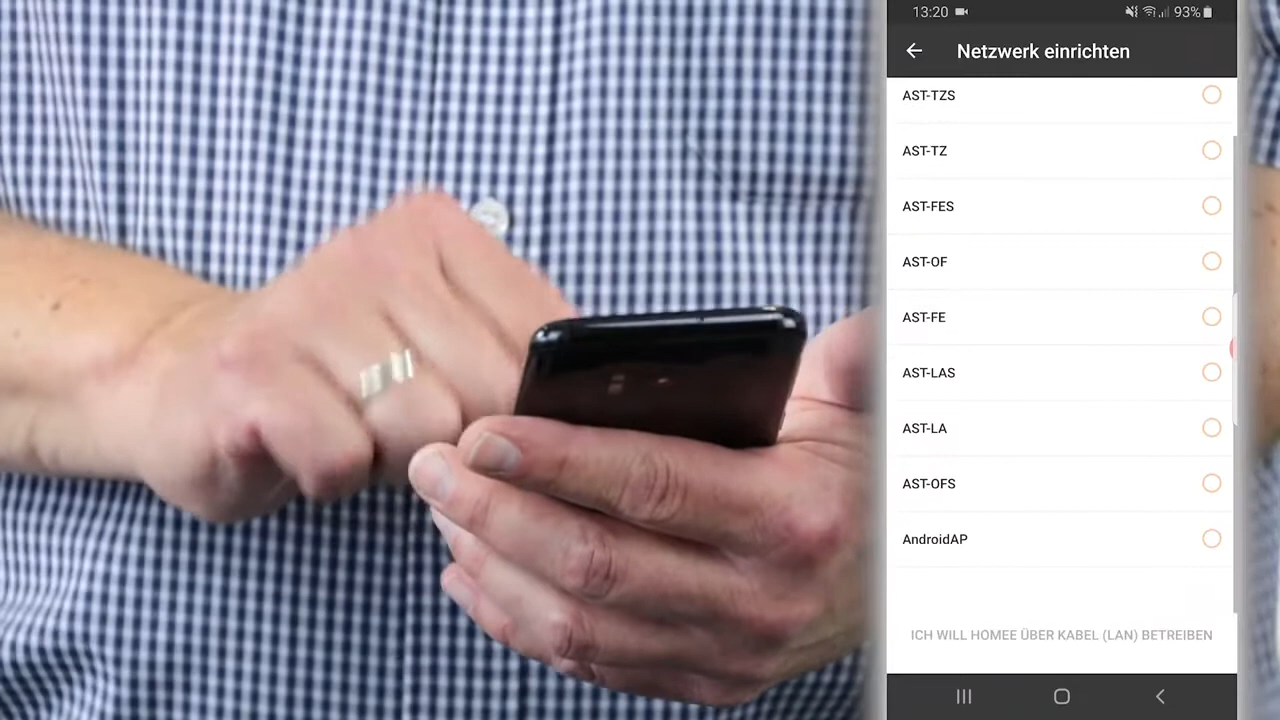 13:20 93%
Netzwerk einrichten
AST-TZS
AST-TZ
AST-FES
AST-OF
AST-FE
AST-LAS
AST-LA
AST-OFS
AndroidAP
ICH WILL HOMEE ÜBER KABEL (LAN) BETREIBEN